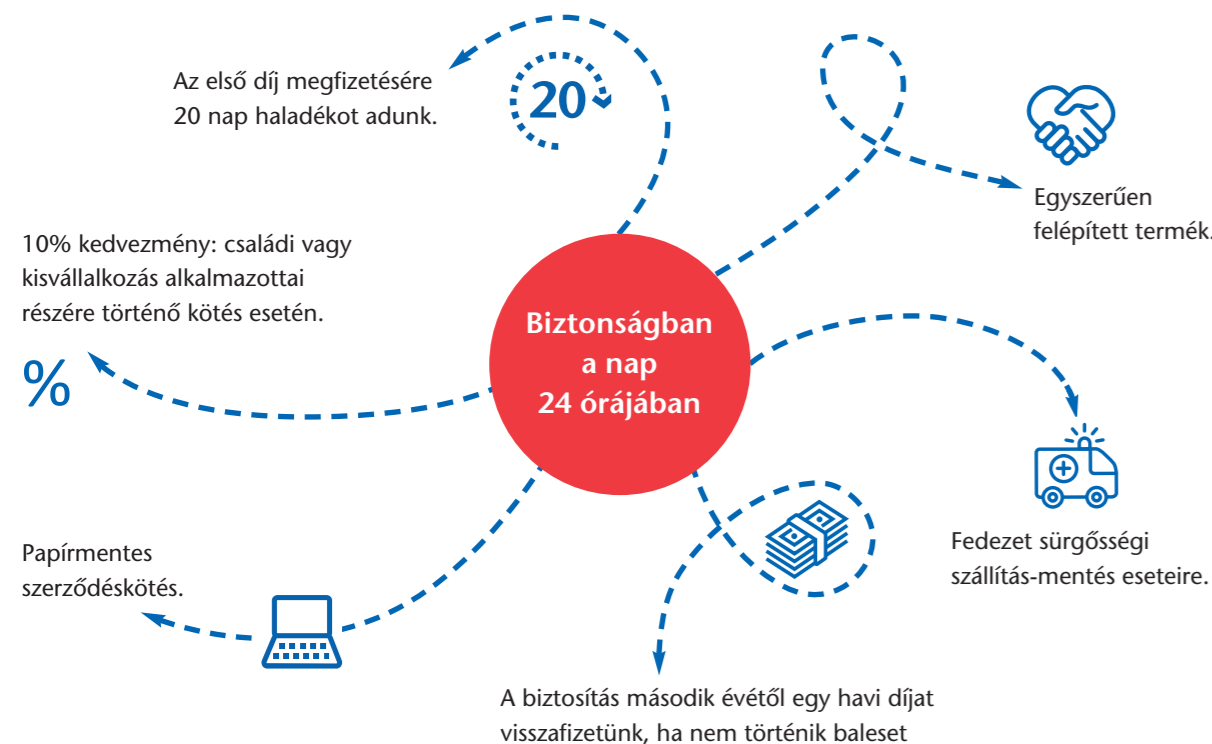 Az első díj megfizetésére
20 nap haladékot adunk.
20
Egyszerűen
felépített termék.
10% kedvezmény: családi vagy
kisvállalkozás alkalmazottai
részére történő kötés esetén.
%
Biztonságban
a nap
24 órájában
Fedezet sürgősségi
szállítás-mentés eseteire.
Papírmentes
szerződéskötés.
A biztosítás második évétől egy havi díjat
visszafizetünk, ha nem történik baleset